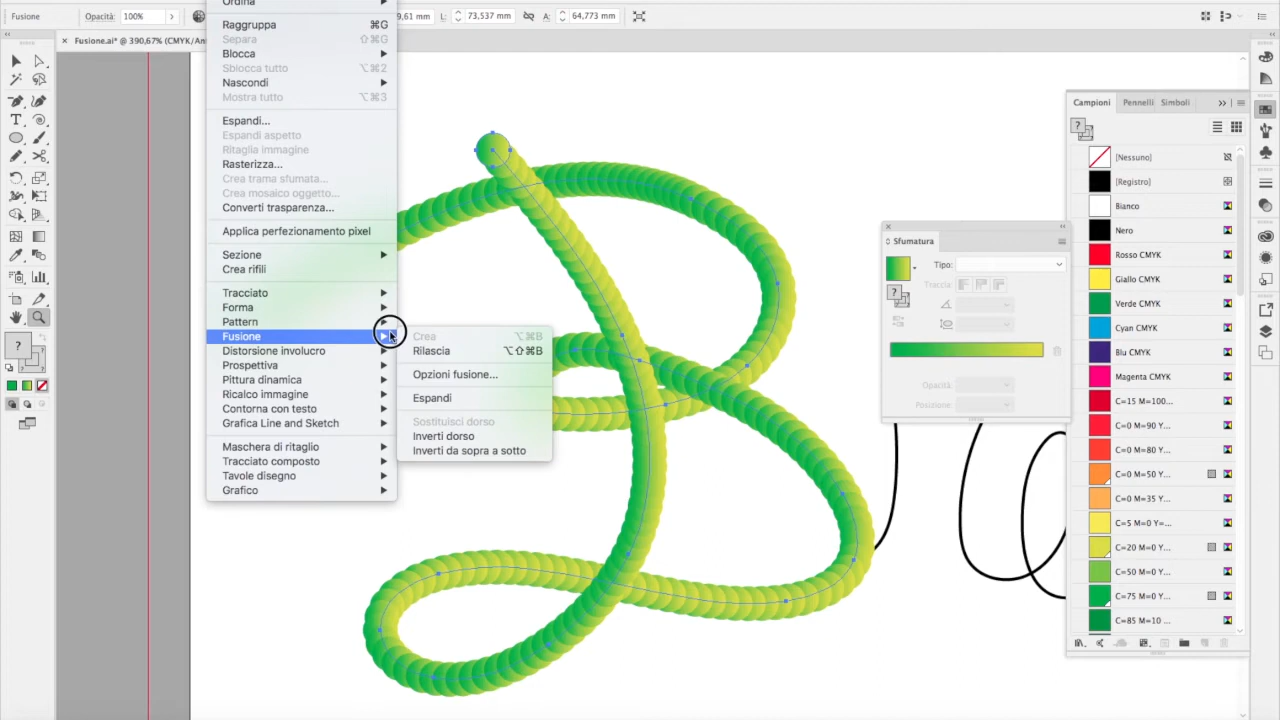 Fusione
Opacità: 100%
9,61 mm
L: 73,537 mm
A: 64,773 mm
Fusione.ai* @ 390,67% (CMYK/An
Ordina
Raggruppa ⌘G
Separa ⇧⌘G
Blocca
Sblocca tutto ⌥⌘2
Nascondi
Mostra tutto ⌥⌘3
Espandi...
Espandi aspetto
Ritaglia immagine
Rasterizza...
Crea trama sfumata...
Crea mosaico oggetto...
Converti trasparenza...
Applica perfezionamento pixel
Sezione
Crea rifili
Tracciato
Forma
Pattern
Fusione
Distorsione involucro
Prospettiva
Pittura dinamica
Ricalco immagine
Contorna con testo
Grafica Line and Sketch
Maschera di ritaglio
Tracciato composto
Tavole disegno
Grafico
Crea ⌥⌘B
Rilascia ⌥⇧⌘B
Opzioni fusione...
Espandi
Sostituisci dorso
Inverti dorso
Inverti da sopra a sotto
Sfumatura
Tipo:
Traccia:
Opacità:
Posizione:
Campioni Pennelli Simboli
[Nessuno]
[Registro]
Bianco
Nero
Rosso CMYK
Giallo CMYK
Verde CMYK
Cyan CMYK
Blu CMYK
Magenta CMYK
C=15 M=100...
C=0 M=90 Y...
C=0 M=80 Y...
C=0 M=50 Y...
C=0 M=35 Y...
C=5 M=0 Y=...
C=20 M=0 Y...
C=50 M=0 Y...
C=75 M=0 Y...
C=85 M=10 ...